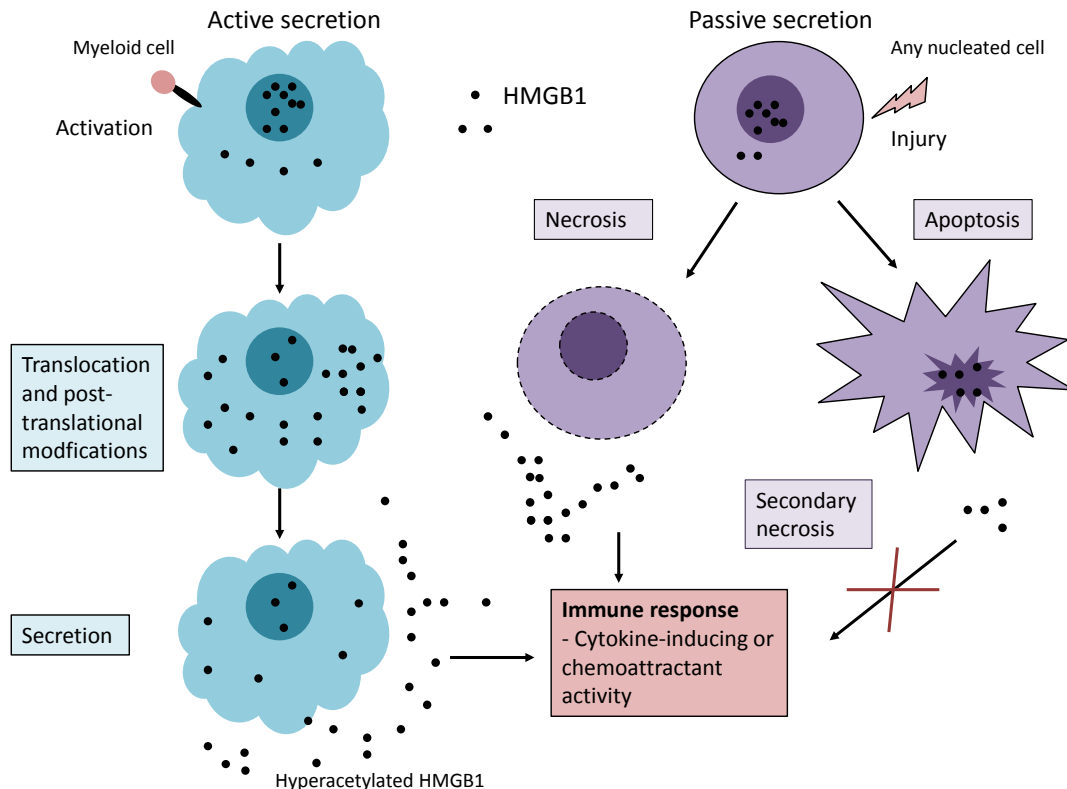 Active secretion
Myeloid cell
Activation
HMGB1
Passive secretion
Any nucleated cell
Injury
Necrosis
Apoptosis
Translocation
and post-
translational
modfications
Secondary
necrosis
Secretion
Immune response
- Cytokine-inducing or
chemoattractant
activity
Hyperacetylated HMGB1